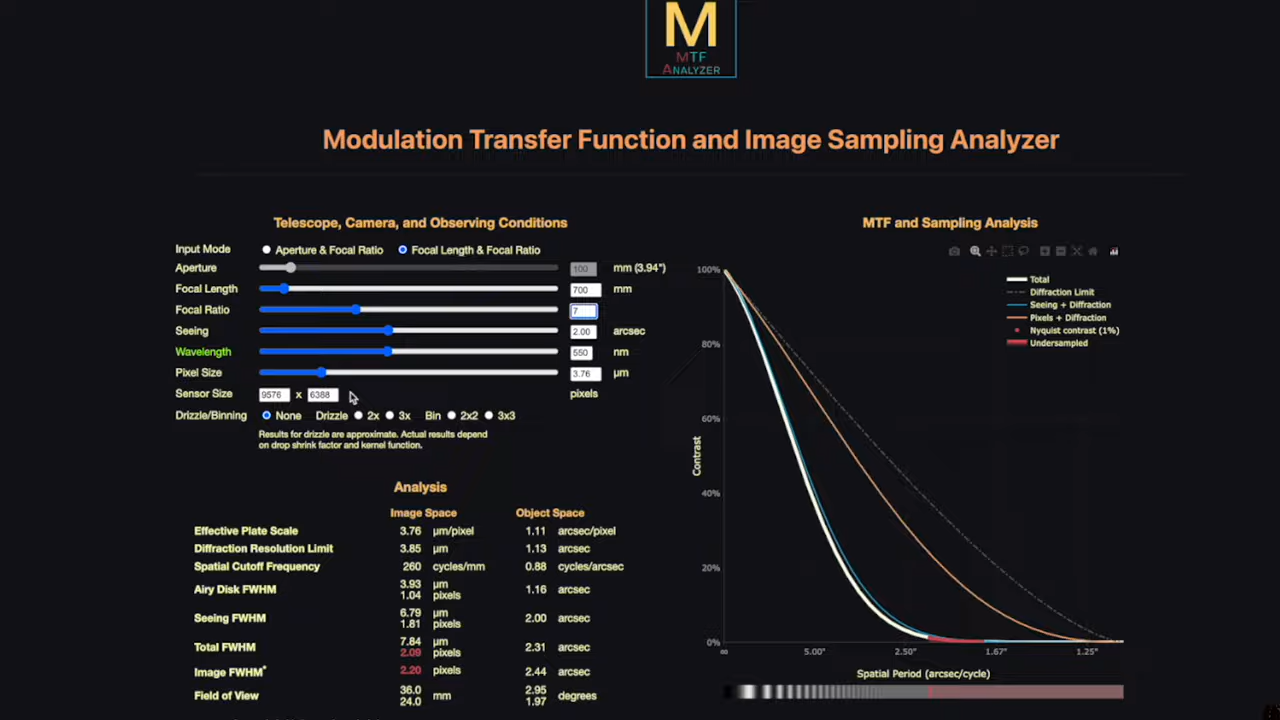 M
MTF
ANALYZER
Modulation Transfer Function and Image Sampling Analyzer
Telescope, Camera, and Observing Conditions
Input Mode Aperture & Focal Ratio Focal Length & Focal Ratio
Aperture 100 mm (3.94")
Focal Length 700 mm
Focal Ratio 7
Seeing 2.00 arcsec
Wavelength 550 nm
Pixel Size 3.76 µm
Sensor Size 9576 x 6388 pixels
Drizzle/Binning None Drizzle 2x 3x Bin 2x2 3x3
Results for drizzle are approximate. Actual results depend
on drop shrink factor and kernel function.
Analysis
Image Space Object Space
Effective Plate Scale 3.76 µm/pixel 1.11 arcsec/pixel
Diffraction Resolution Limit 3.85 µm 1.13 arcsec
Spatial Cutoff Frequency 260 cycles/mm 0.88 cycles/arcsec
Airy Disk FWHM 3.93 µm 1.16 arcsec
1.04 pixels
Seeing FWHM 6.79 µm 2.00 arcsec
1.81 pixels
Total FWHM 7.84 µm 2.31 arcsec
2.09 pixels
Image FWHM* 2.20 pixels 2.44 arcsec
Field of View 36.0 mm 2.95 degrees
24.0 1.97
MTF and Sampling Analysis
100%
80%
60%
40%
20%
0%
Contrast
Total
Diffraction Limit
Seeing + Diffraction
Pixels + Diffraction
Nyquist contrast (1%)
Undersampled
∞ 5.00" 2.50" 1.67" 1.25"
Spatial Period (arcsec/cycle)